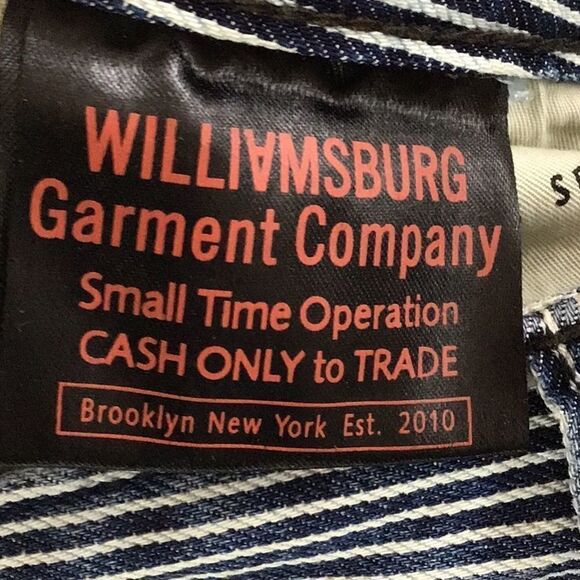 WILLIⱯMSBURG
Garment Company
Small Time Operation
CASH ONLY to TRADE
Brooklyn New York Est. 2010